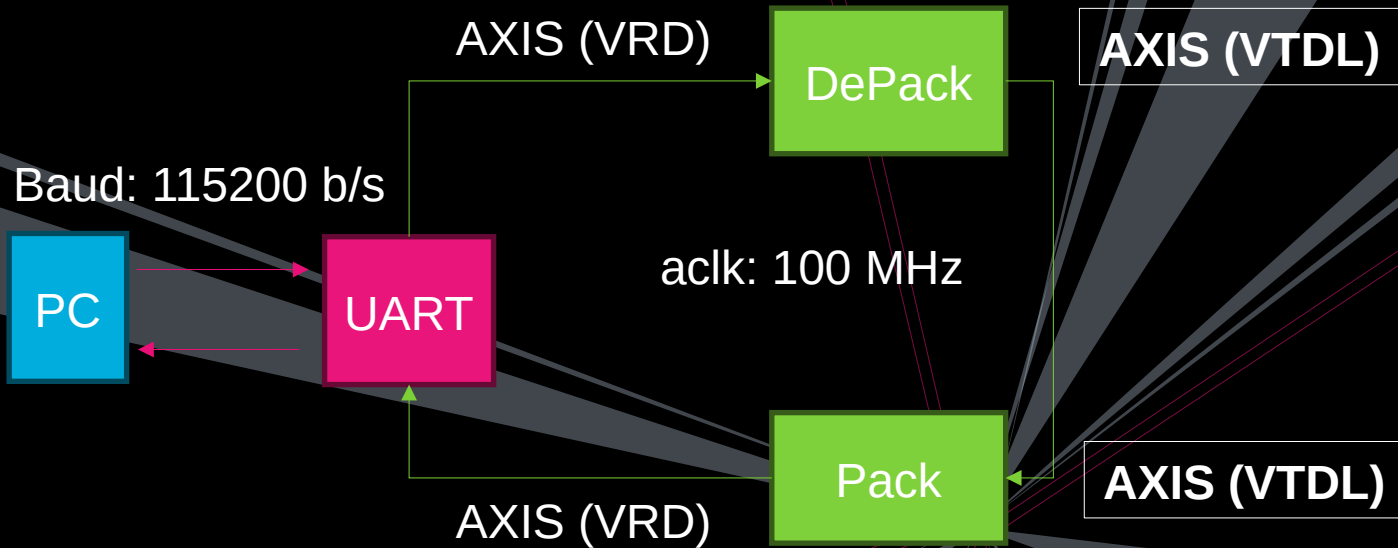 AXIS (VRD)
DePack
AXIS (VTDL)
Baud: 115200 b/s
PC
UART
aclk: 100 MHz
Pack
AXIS (VTDL)
AXIS (VRD)